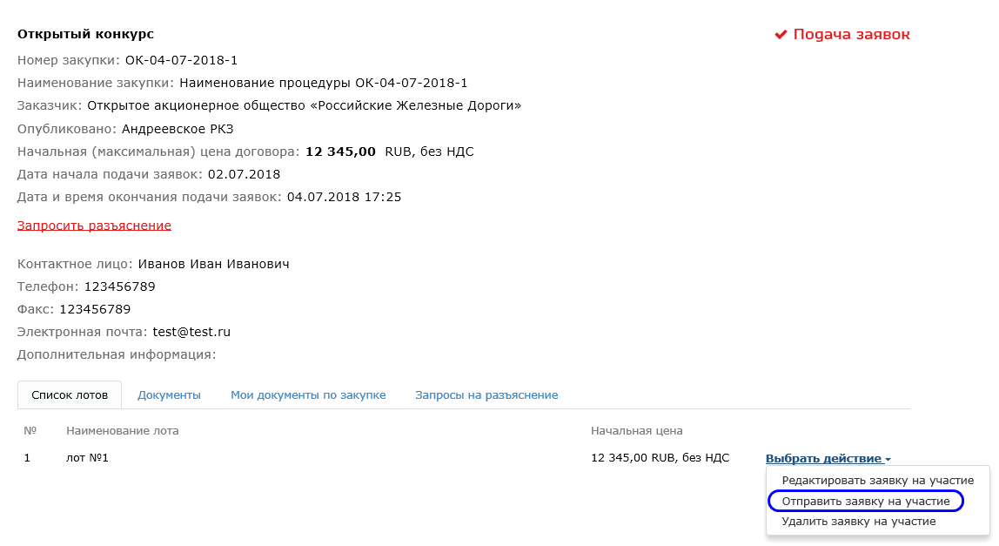 Открытый конкурс
Подача заявок
Номер закупки: ОК-04-07-2018-1
Наименование закупки: Наименование процедуры ОК-04-07-2018-1
Заказчик: Открытое акционерное общество «Российские Железные Дороги»
Опубликовано: Андреевское РКЗ
Начальная (максимальная) цена договора: 12 345,00 RUB, без НДС
Дата начала подачи заявок: 02.07.2018
Дата и время окончания подачи заявок: 04.07.2018 17:25
Запросить разъяснение
Контактное лицо: Иванов Иван Иванович
Телефон: 123456789
Факс: 123456789
Электронная почта: test@test.ru
Дополнительная информация:
Список лотов Документы Мои документы по закупке Запросы на разъяснение
№ Наименование лота Начальная цена
1 лот №1 12 345,00 RUB, без НДС Выбрать действие
Редактировать заявку на участие
Отправить заявку на участие
Удалить заявку на участие